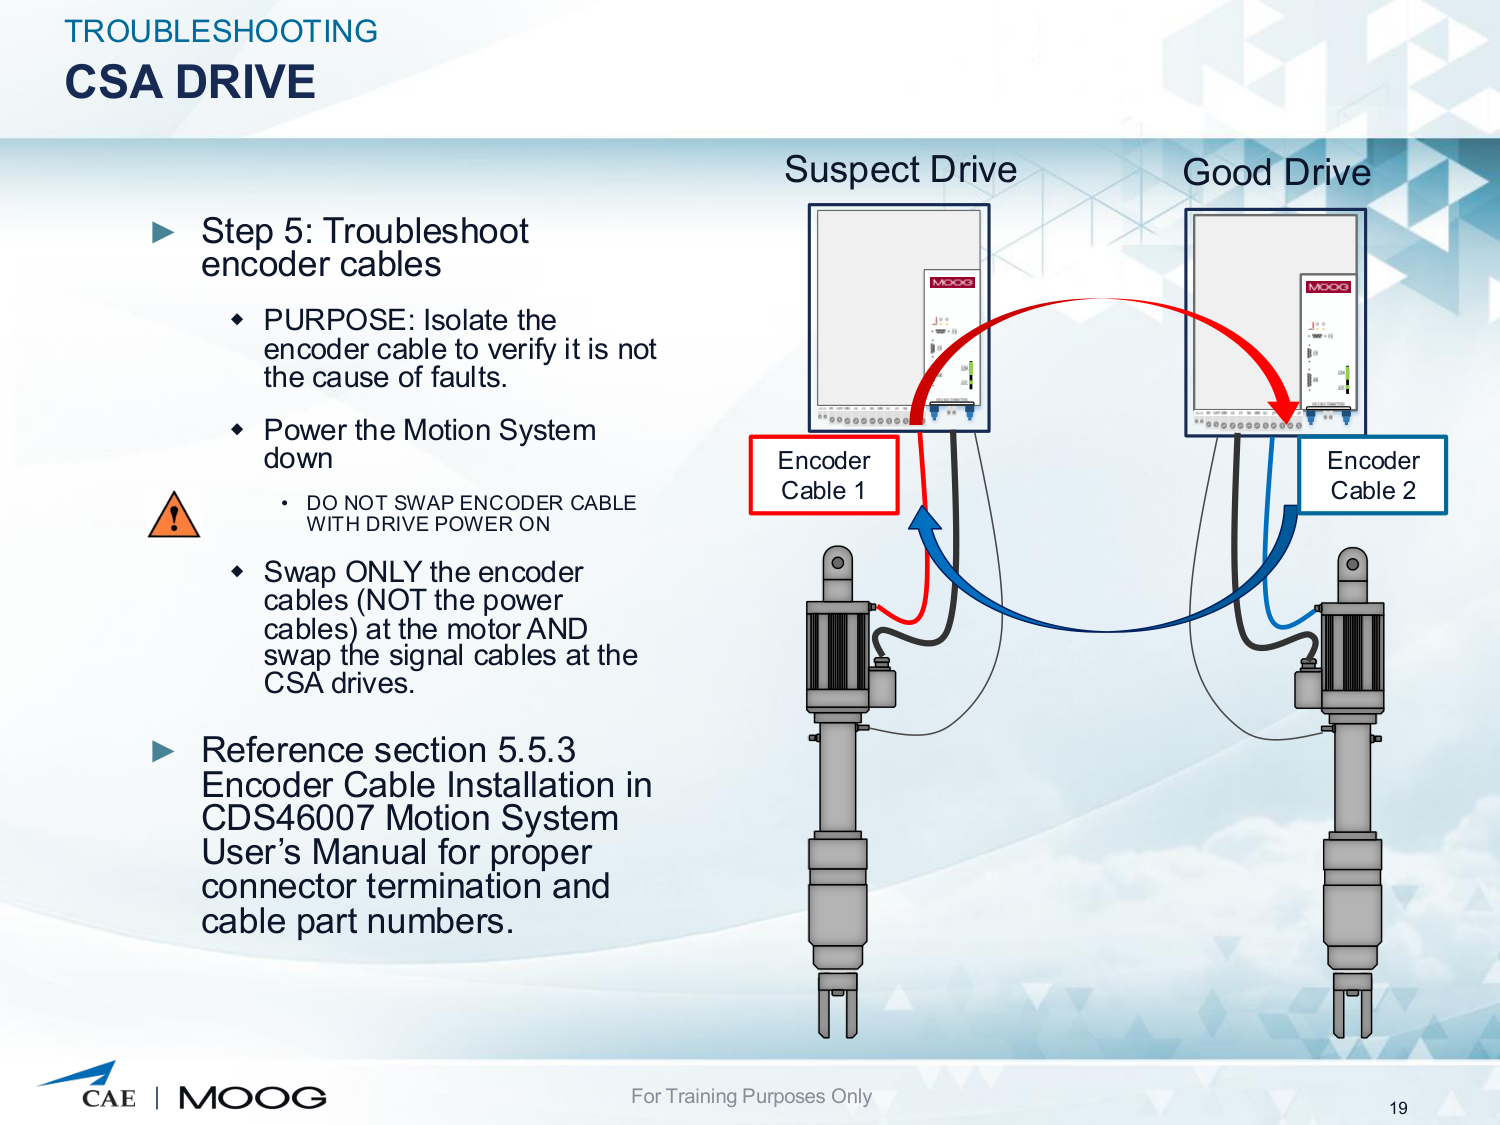 TROUBLESHOOTING
CSA DRIVE
Suspect Drive
Good Drive
► Step 5: Troubleshoot
encoder cables
◆ PURPOSE: Isolate the
encoder cable to verify it is not
the cause of faults.
◆ Power the Motion System
down
• DO NOT SWAP ENCODER CABLE
WITH DRIVE POWER ON
◆ Swap ONLY the encoder
cables (NOT the power
cables) at the motor AND
swap the signal cables at the
CSA drives.
► Reference section 5.5.3
Encoder Cable Installation in
CDS46007 Motion System
User’s Manual for proper
connector termination and
cable part numbers.
MOOG
MOOG
Encoder
Cable 1
Encoder
Cable 2
CAE | MOOG
For Training Purposes Only
19